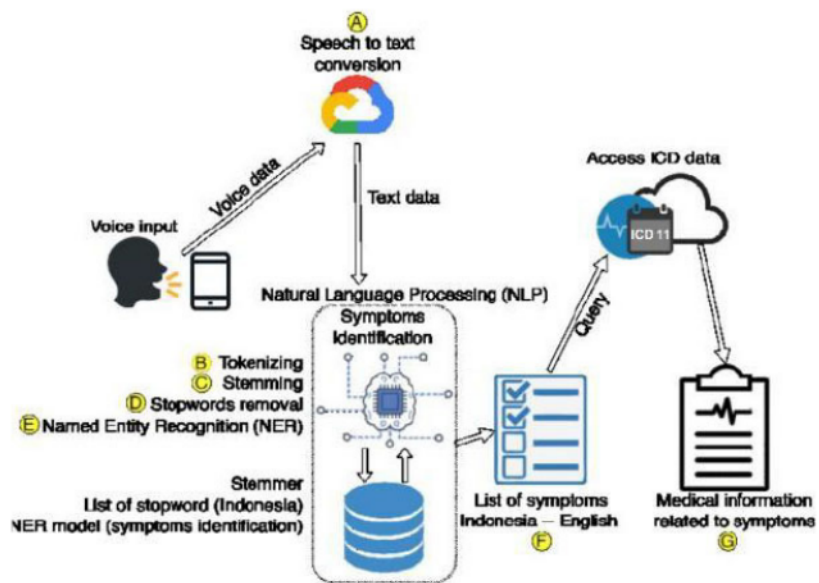 A
Speech to text
conversion
Voice data
Text data
Voice input
Access ICD data
ICD 11
Natural Language Processing (NLP)
Symptoms
Identification
B Tokenizing
C Stemming
D Stopwords removal
E Named Entity Recognition (NER)
Query
Stemmer
List of stopword (Indonesia)
NER model (symptoms identification)
List of symptoms
Indonesia – English
F
Medical information
related to symptoms
G